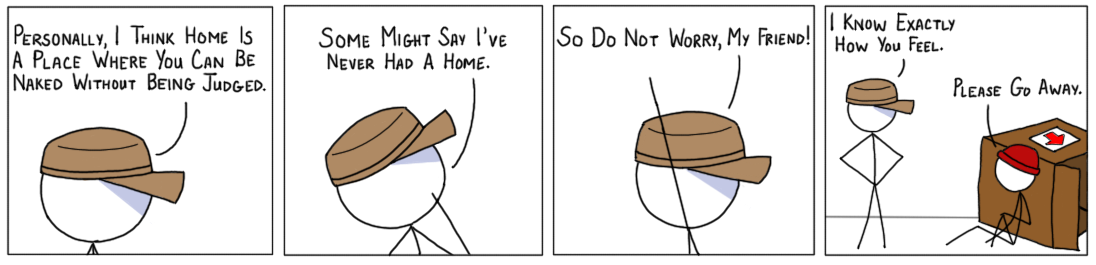 Personally, I Think Home Is
A Place Where You Can Be
Naked Without Being Judged.
Some Might Say I've
Never Had A Home.
So Do Not Worry, My Friend!
I Know Exactly
How You Feel.
Please Go Away.